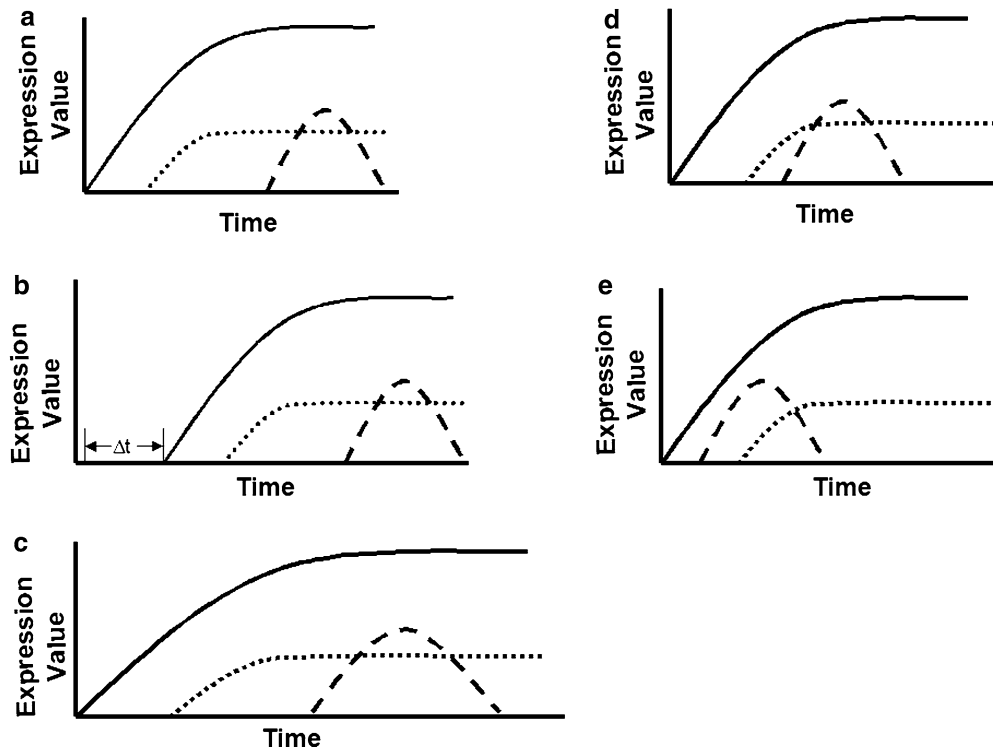 a
Expression
Value
Time
b
Expression
Value
Δt
Time
c
Expression
Value
Time
d
Expression
Value
Time
e
Expression
Value
Time